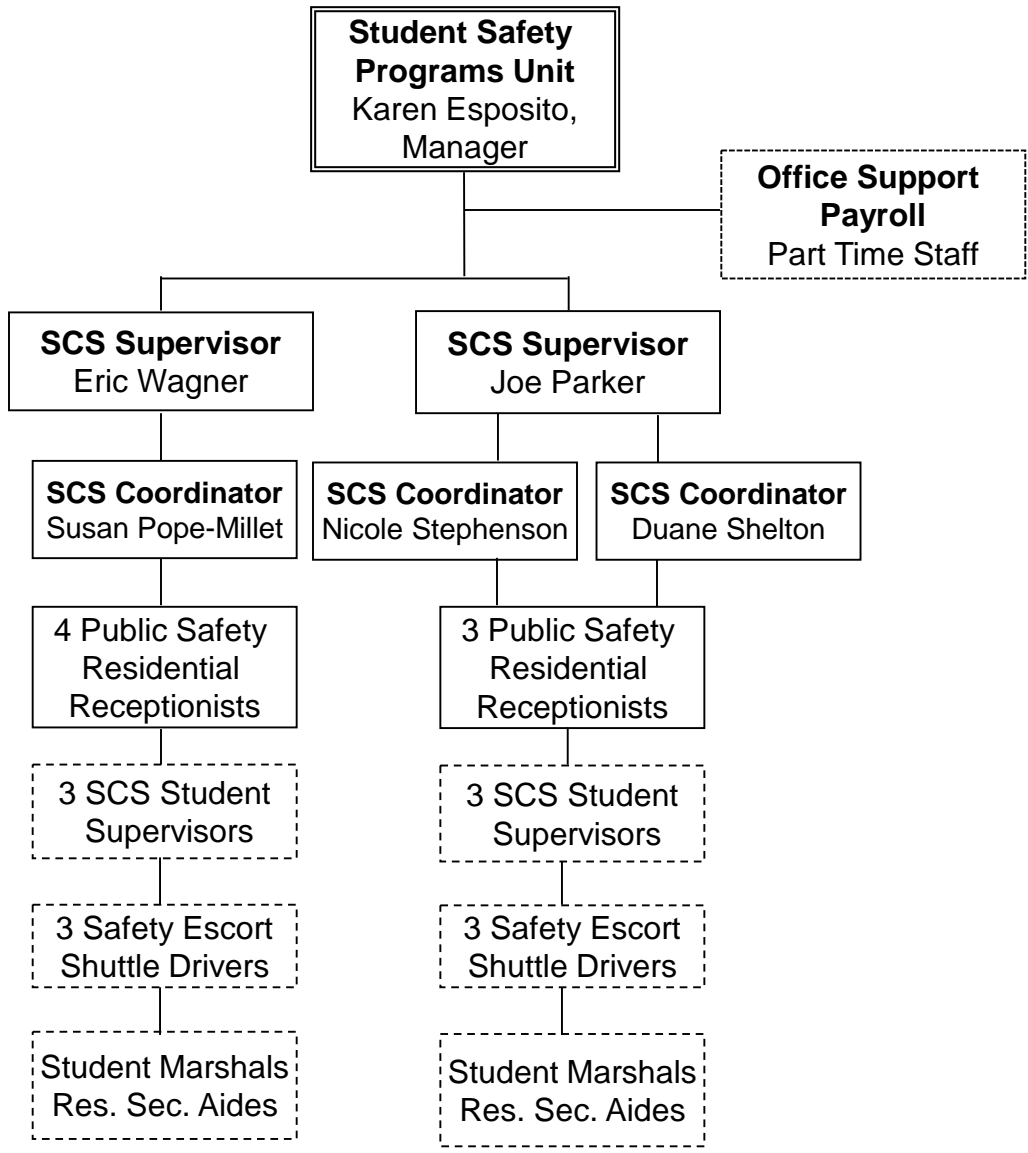 Student Safety
Programs Unit
Karen Esposito,
Manager
Office Support
Payroll
Part Time Staff
SCS Supervisor
Eric Wagner
SCS Supervisor
Joe Parker
SCS Coordinator
Susan Pope-Millet
SCS Coordinator
Nicole Stephenson
SCS Coordinator
Duane Shelton
4 Public Safety
Residential
Receptionists
3 Public Safety
Residential
Receptionists
3 SCS Student
Supervisors
3 SCS Student
Supervisors
3 Safety Escort
Shuttle Drivers
3 Safety Escort
Shuttle Drivers
Student Marshals
Res. Sec. Aides
Student Marshals
Res. Sec. Aides